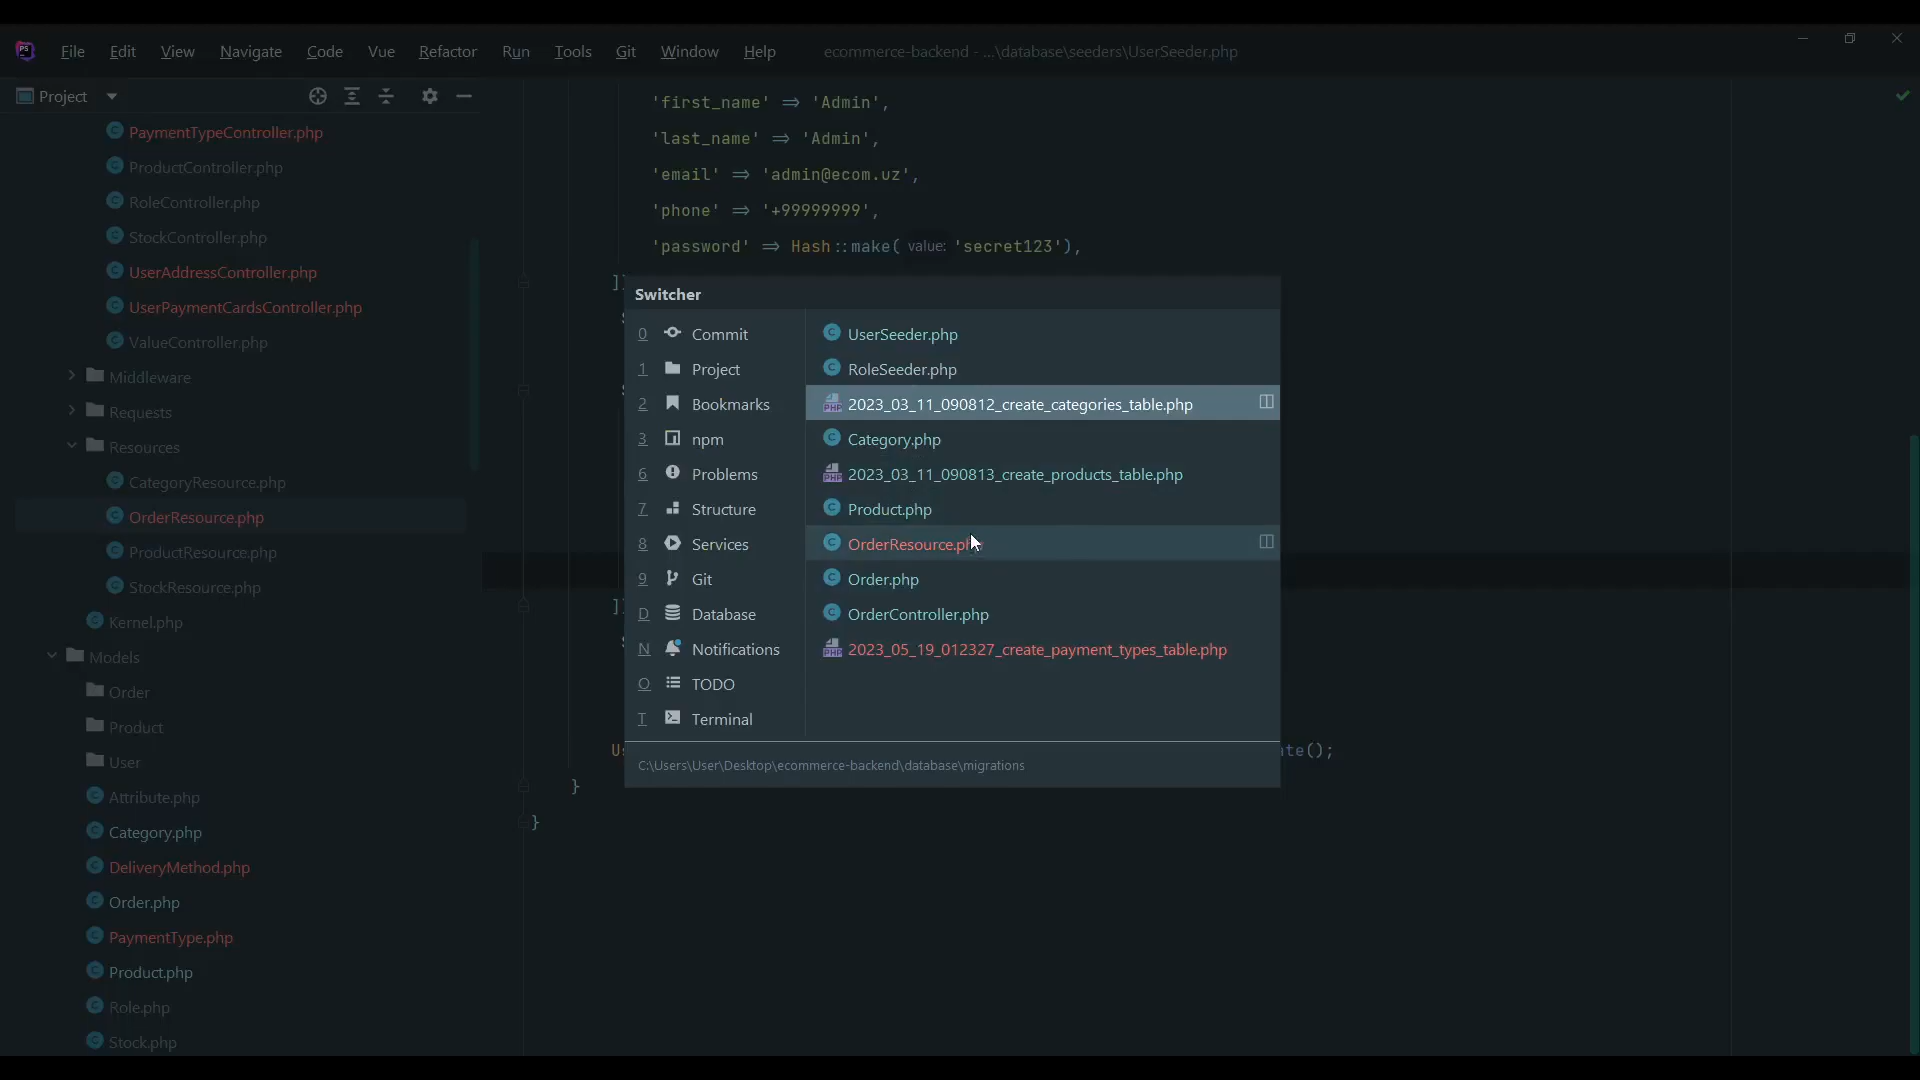 File Edit View Navigate Code Vue Refactor Run Tools Git Window Help ecommerce-backend - ...\database\seeders\UserSeeder.php
Project
PaymentTypeController.php
ProductController.php
RoleController.php
StockController.php
UserAddressController.php
UserPaymentCardsController.php
ValueController.php
Middleware
Requests
Resources
CategoryResource.php
OrderResource.php
ProductResource.php
StockResource.php
Kernel.php
Models
Order
Product
User
Attribute.php
Category.php
DeliveryMethod.php
Order.php
PaymentType.php
Product.php
Role.php
Stock.php
'first_name' => 'Admin',
'last_name' => 'Admin',
'email' => 'admin@ecom.uz',
'phone' => '+99999999',
'password' => Hash::make( value: 'secret123'),
Switcher
0 Commit
1 Project
2 Bookmarks
3 npm
6 Problems
7 Structure
8 Services
9 Git
D Database
N Notifications
O TODO
T Terminal
UserSeeder.php
RoleSeeder.php
2023_03_11_090812_create_categories_table.php
Category.php
2023_03_11_090813_create_products_table.php
Product.php
OrderResource.php
Order.php
OrderController.php
2023_05_19_012327_create_payment_types_table.php
C:\Users\User\Desktop\ecommerce-backend\database\migrations
ate();
}
}